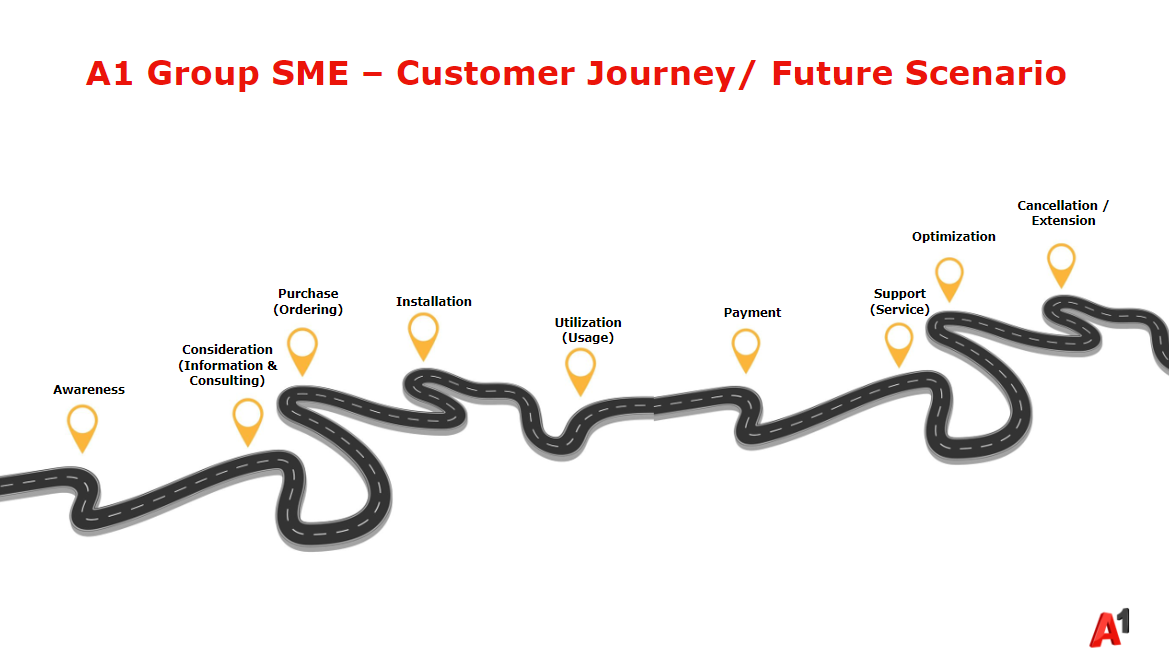 A1 Group SME – Customer Journey/ Future Scenario
Awareness
Consideration
(Information &
Consulting)
Purchase
(Ordering)
Installation
Utilization
(Usage)
Payment
Support
(Service)
Optimization
Cancellation /
Extension
A1